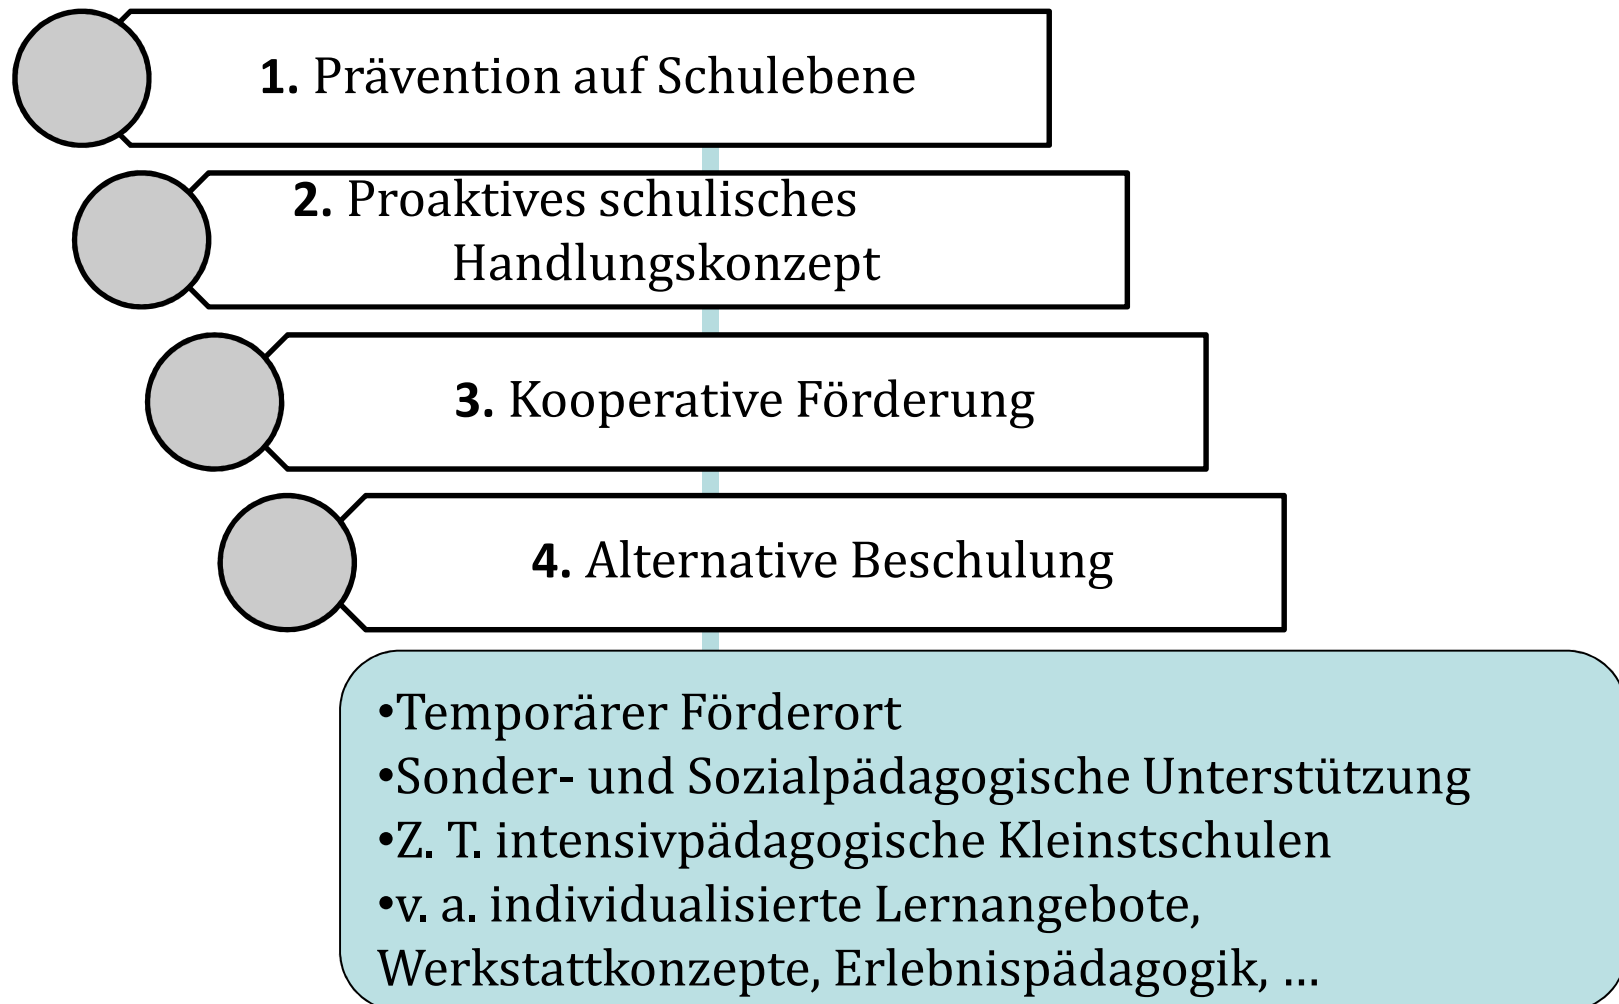 1. Prävention auf Schulebene
2. Proaktives schulisches
Handlungskonzept
3. Kooperative Förderung
4. Alternative Beschulung
•Temporärer Förderort
•Sonder- und Sozialpädagogische Unterstützung
•Z. T. intensivpädagogische Kleinstschulen
•v. a. individualisierte Lernangebote,
Werkstattkonzepte, Erlebnispädagogik, ...